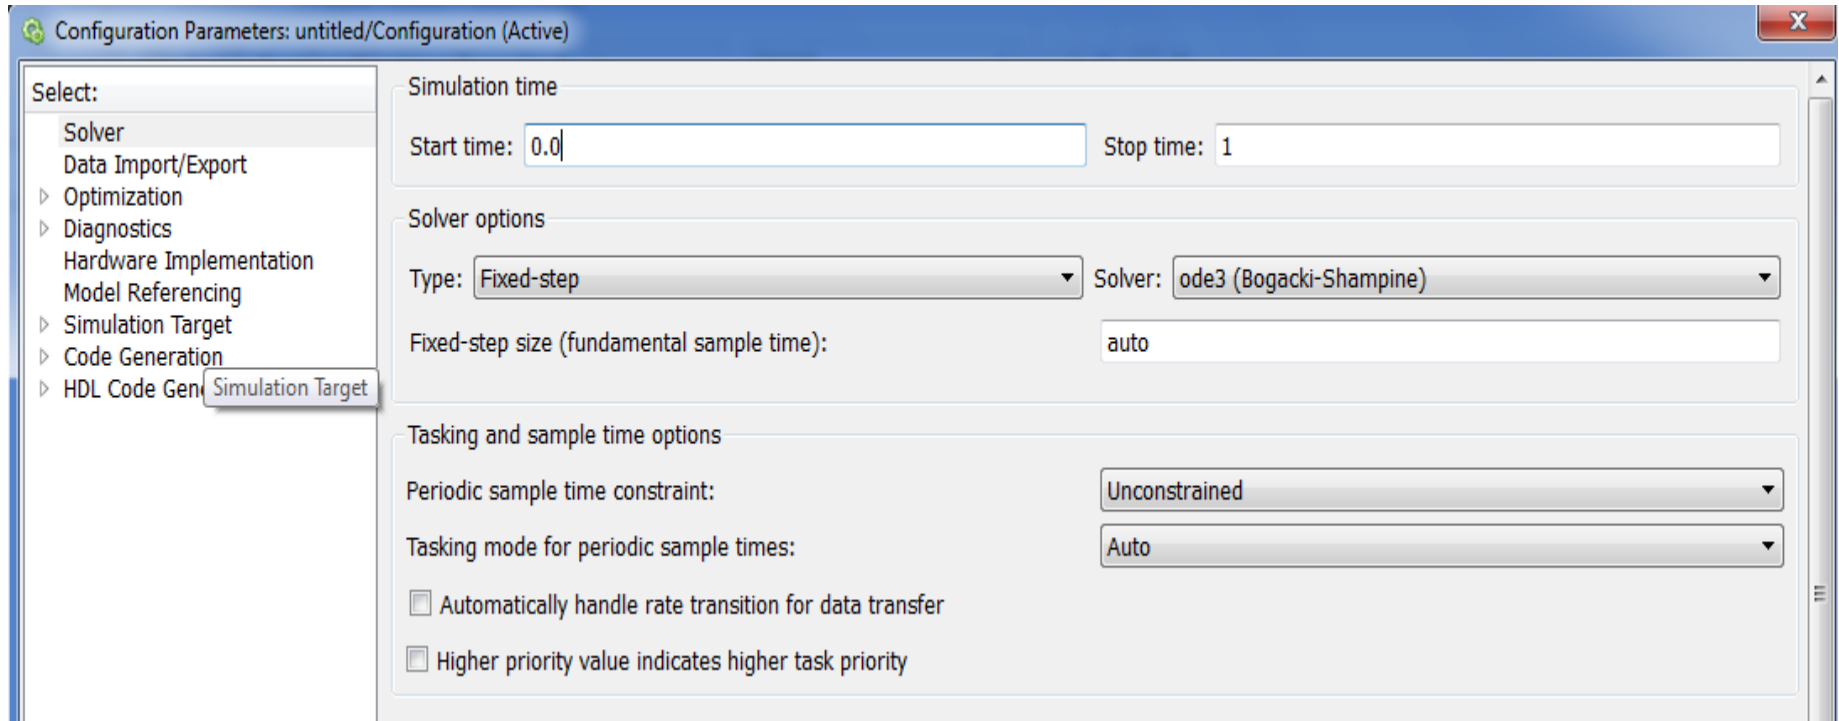 Configuration Parameters: untitled/Configuration (Active)
X
Select:
Solver
Data Import/Export
Optimization
Diagnostics
Hardware Implementation
Model Referencing
Simulation Target
Code Generation
HDL Code Gen
Simulation Target
Simulation time
Start time: 0.0 Stop time: 1
Solver options
Type: Fixed-step Solver: ode3 (Bogacki-Shampine)
Fixed-step size (fundamental sample time): auto
Tasking and sample time options
Periodic sample time constraint: Unconstrained
Tasking mode for periodic sample times: Auto
Automatically handle rate transition for data transfer
Higher priority value indicates higher task priority